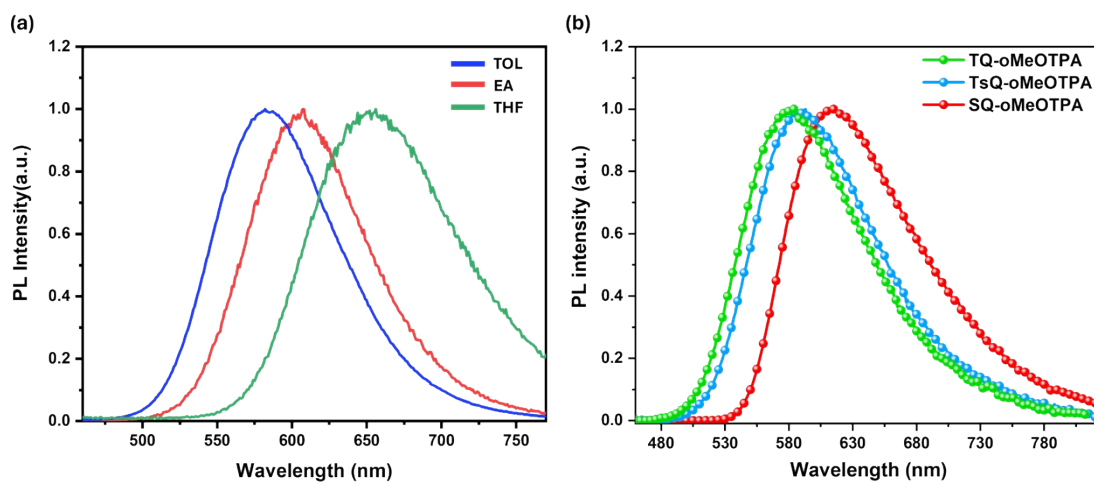 (a)
1.2
1.0
0.8
0.6
0.4
0.2
0.0
PL Intensity(a.u.)
TOL
EA
THF
500 550 600 650 700 750
Wavelength (nm)
(b)
1.2
1.0
0.8
0.6
0.4
0.2
0.0
PL intensity (a.u.)
TQ-oMeOTPA
TsQ-oMeOTPA
SQ-oMeOTPA
480 530 580 630 680 730 780
Wavelength (nm)